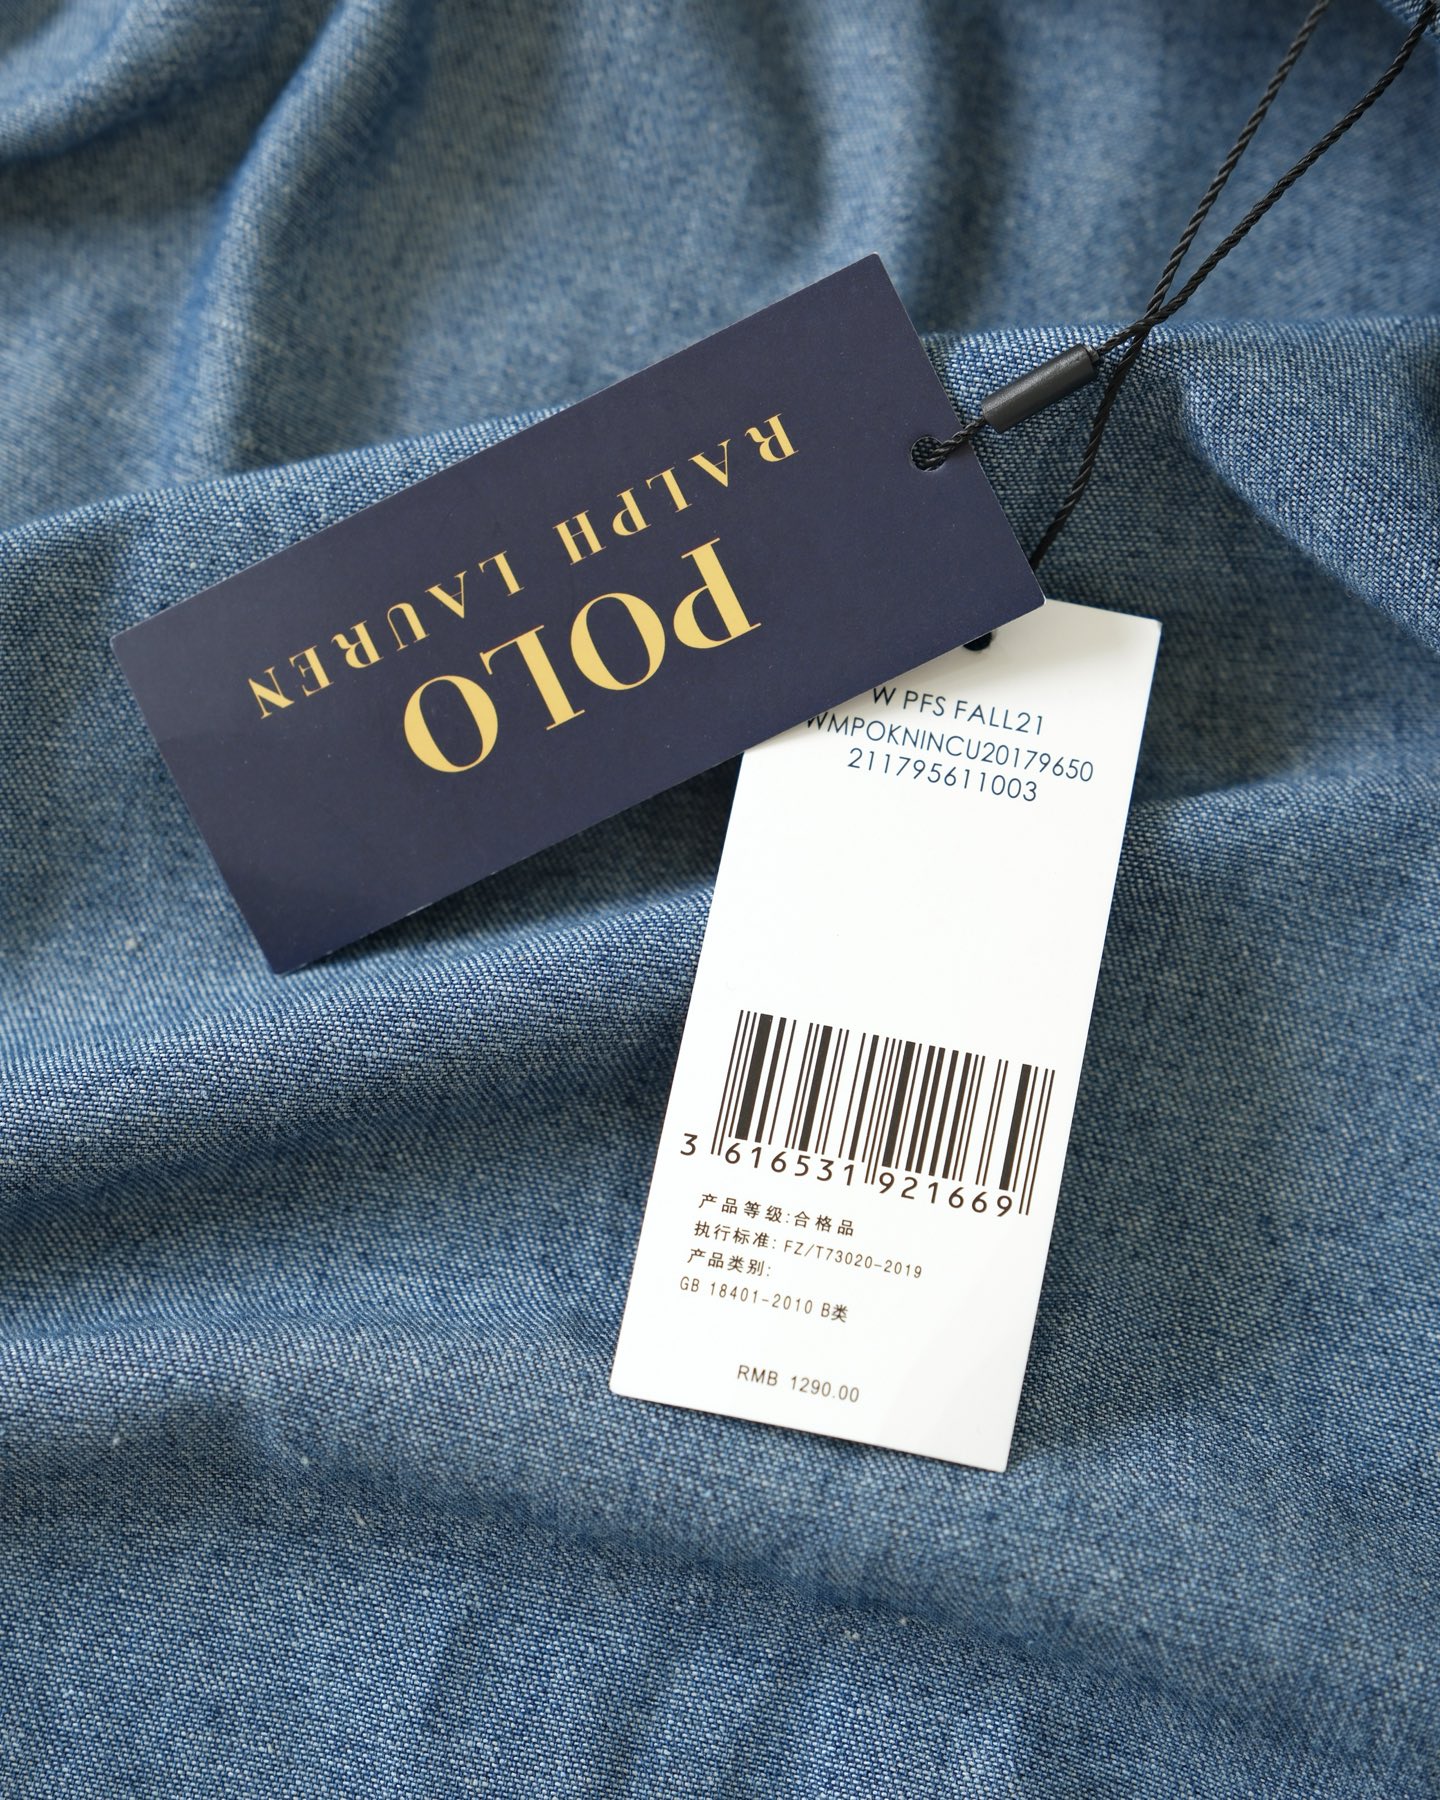 POLO
RALPH LAUREN
W PFS FALL21
WMPOKNINCU20179650
211795611003
3 616531 921669
产品等级:合格品
执行标准: FZ/T73020-2019
产品类别:
GB 18401-2010 B类
RMB 1290.00